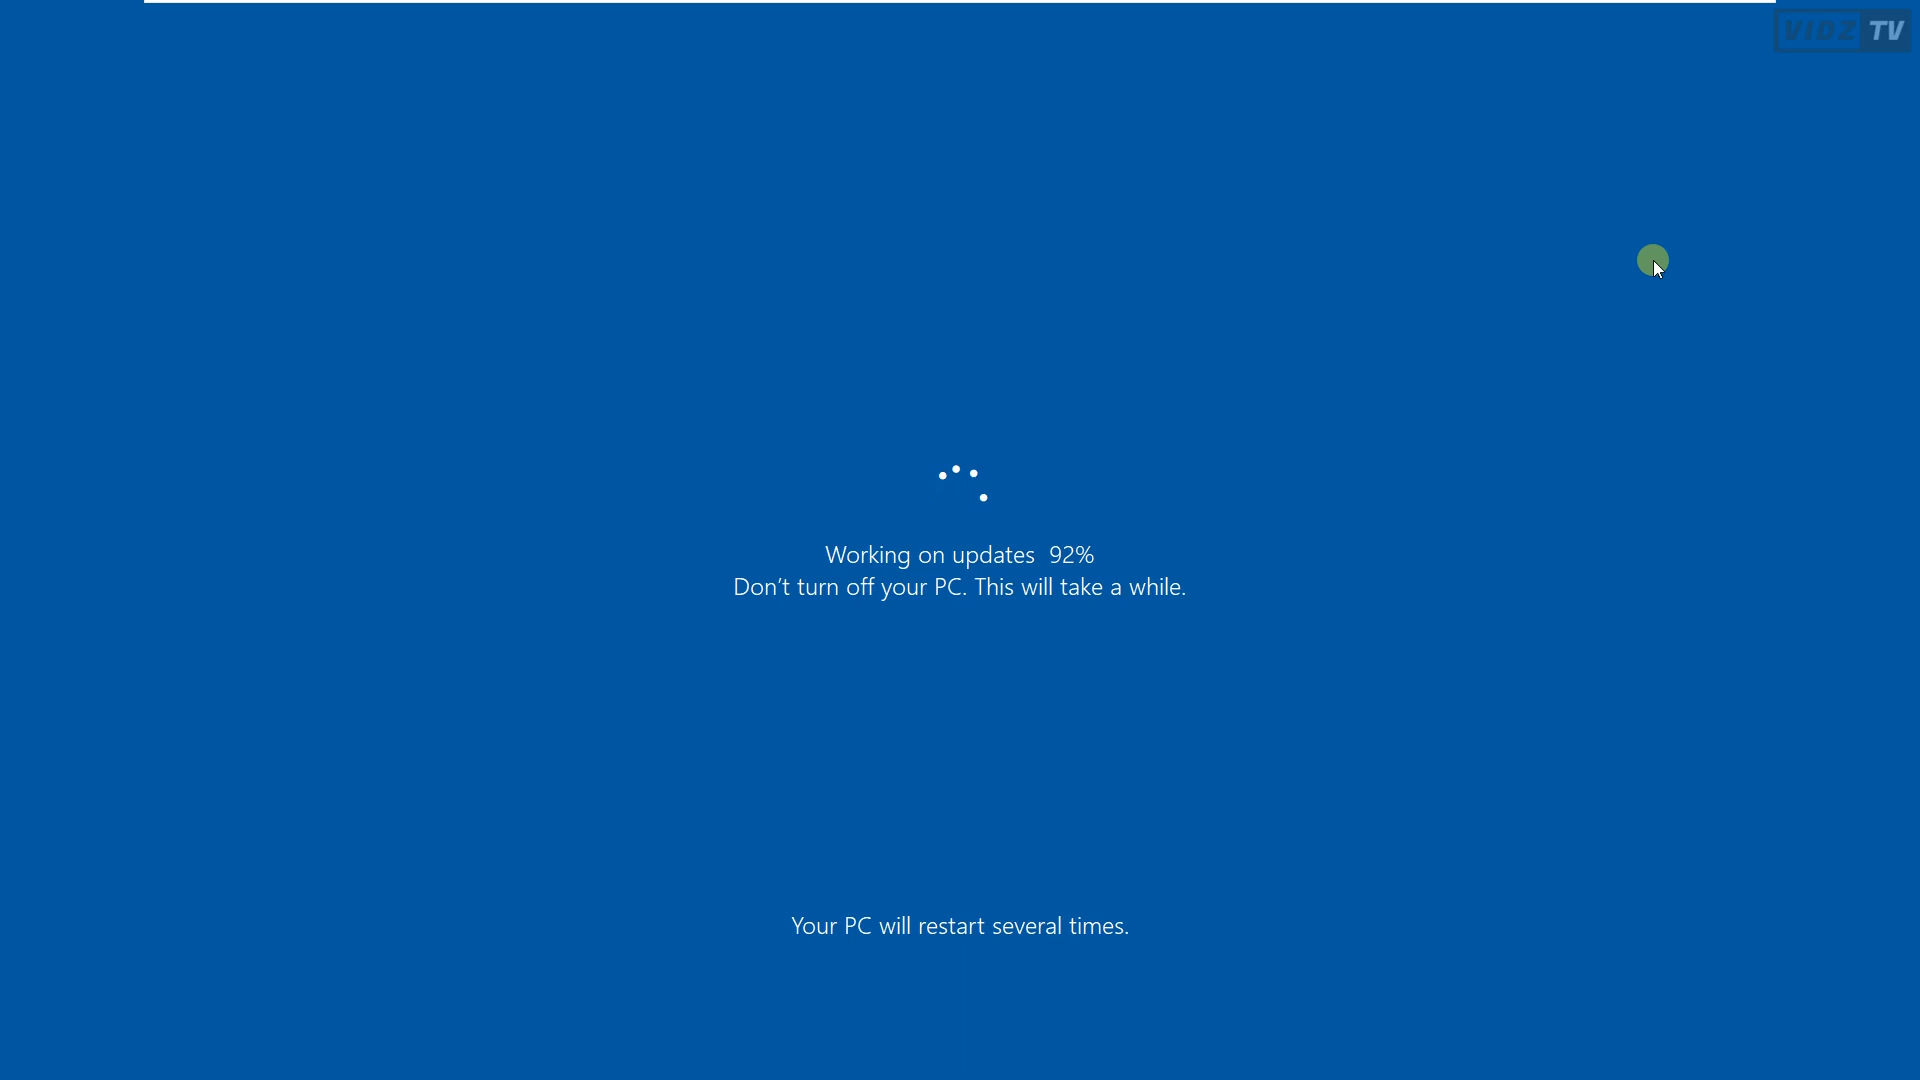 VIDZ TV
Working on updates  92%
Don’t turn off your PC. This will take a while.
Your PC will restart several times.